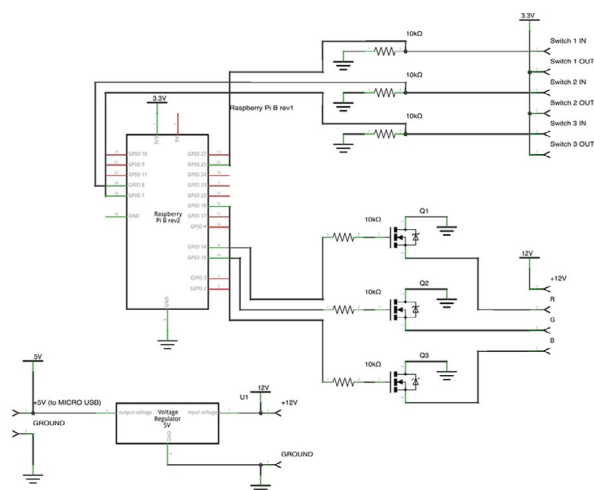 3.3V
10kΩ
Switch 1 IN
Switch 1 OUT
10kΩ
Switch 2 IN
Switch 2 OUT
10kΩ
Switch 3 IN
Switch 3 OUT
3.3V
5V
Raspberry Pi B rev1
3V3
GPIO 10
GPIO 9
GPIO 11
GPIO 8
GPIO 7
GND
Raspberry
Pi B rev2
GPIO 27
GPIO 25
GPIO 24
GPIO 23
GPIO 22
GPIO 18
GPIO 17
GPIO 4
GPIO 14
GPIO 15
GPIO 3
GPIO 2
GND
10kΩ
Q1
10kΩ
Q2
10kΩ
Q3
12V
+12V
R
G
B
5V
+5V (to MICRO USB)
GROUND
output voltage
Voltage
Regulator
5V
input voltage
GND
U1
12V
+12V
GROUND